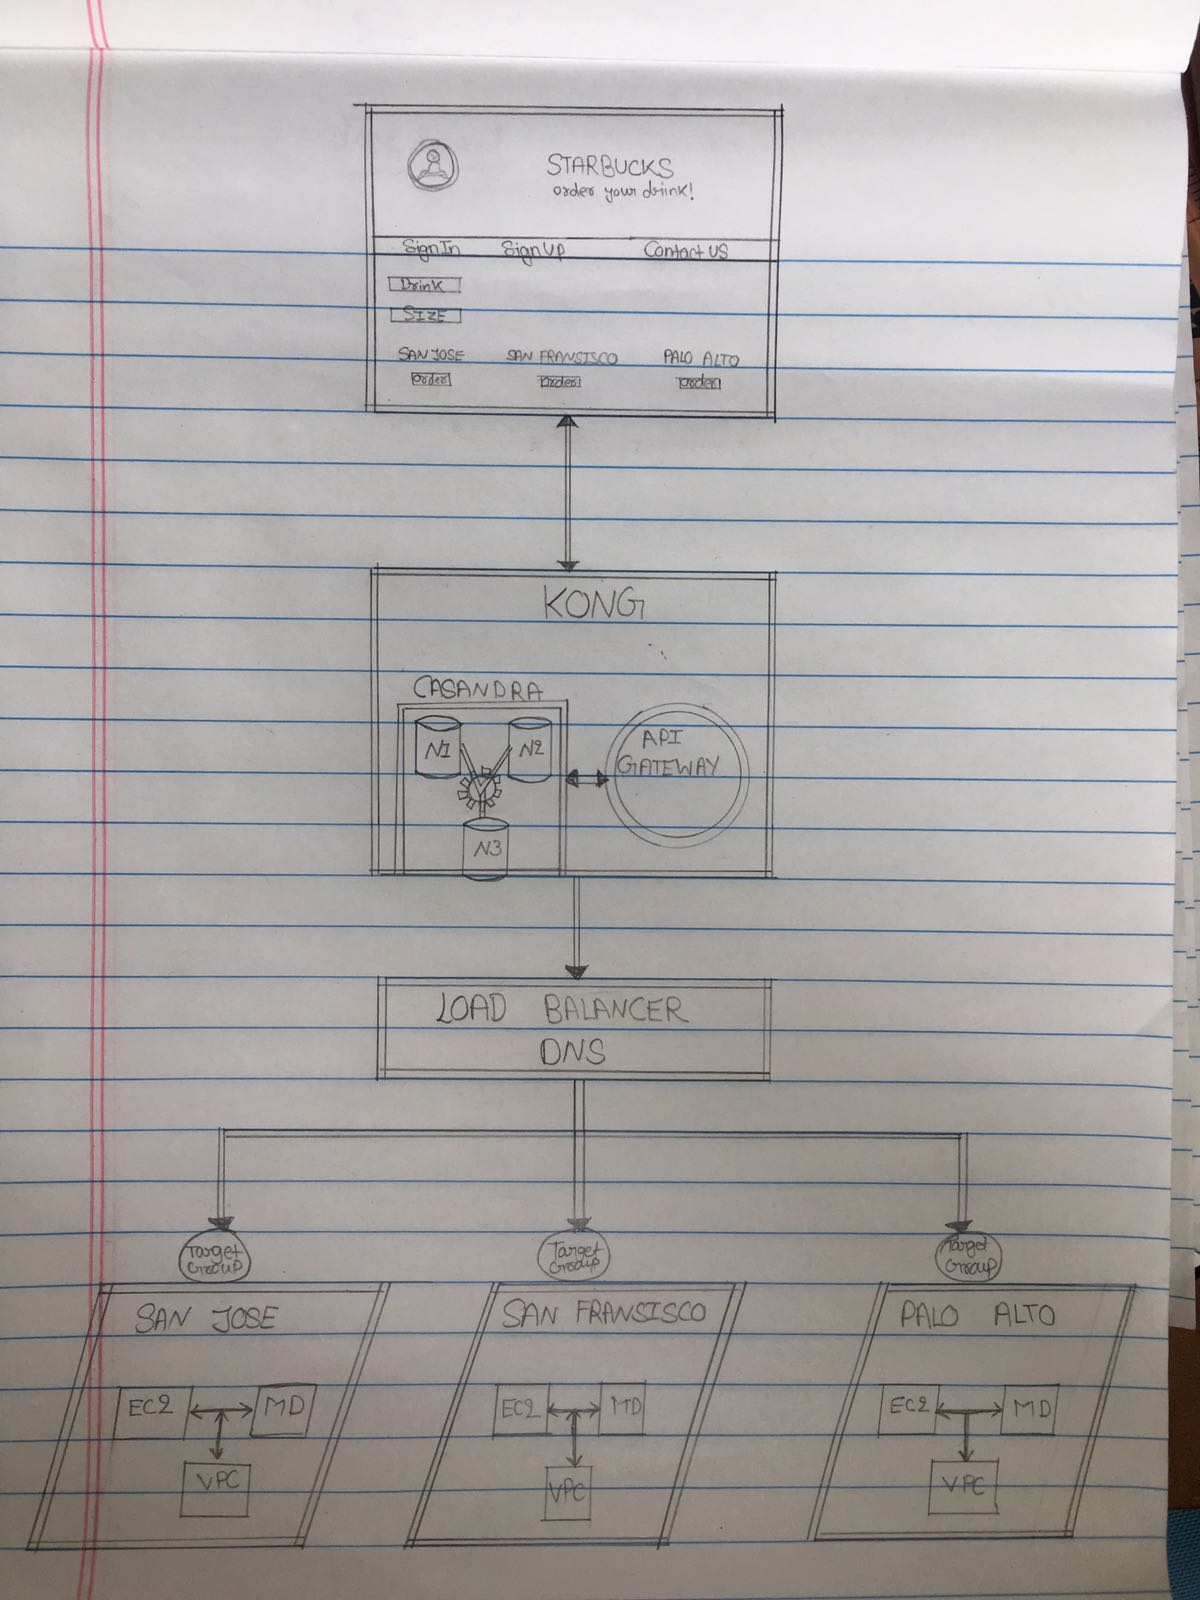 STARBUCKS
order your drink!
SignIn SignUp Contact US
Drink
SIZE
SAN JOSE SAN FRANSISCO PALO ALTO
order order order
KONG
CASANDRA
N1 N2
N3
API
GATEWAY
LOAD BALANCER
DNS
Target Group
Target Group
Target Group
SAN JOSE
SAN FRANSISCO
PALO ALTO
EC2 MD
VPC
EC2 MD
VPC
EC2 MD
VPC